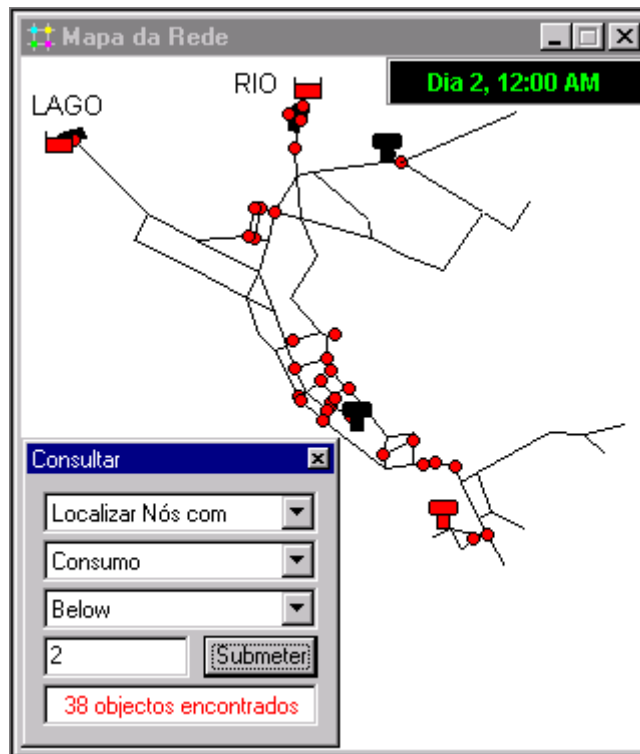 Mapa da Rede
Dia 2, 12:00 AM
RIO
LAGO
Consultar
Localizar Nós com
Consumo
Below
2
Submeter
38 objectos encontrados